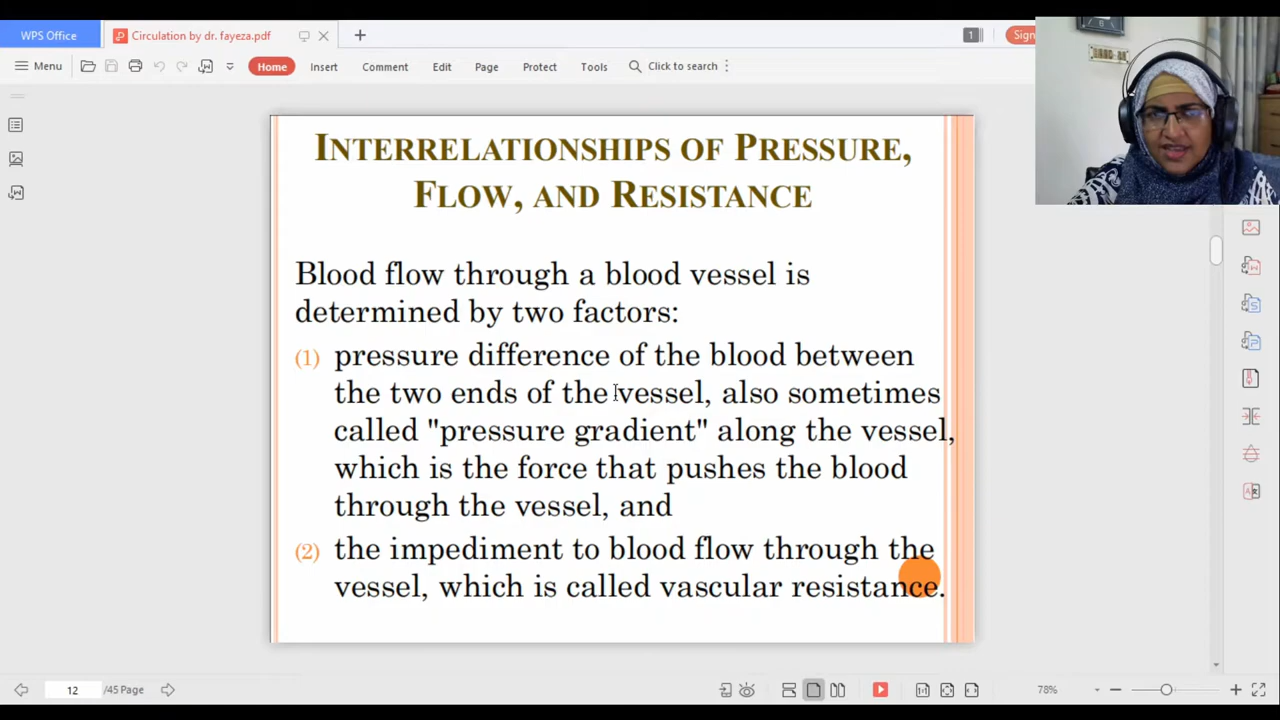 WPS Office
Circulation by dr. fayeza.pdf
1
Sign
Menu
Home Insert Comment Edit Page Protect Tools Click to search
INTERRELATIONSHIPS OF PRESSURE,
FLOW, AND RESISTANCE
Blood flow through a blood vessel is
determined by two factors:
(1) pressure difference of the blood between
the two ends of the vessel, also sometimes
called "pressure gradient" along the vessel,
which is the force that pushes the blood
through the vessel, and
(2) the impediment to blood flow through the
vessel, which is called vascular resistance.
12 /45 Page
78%